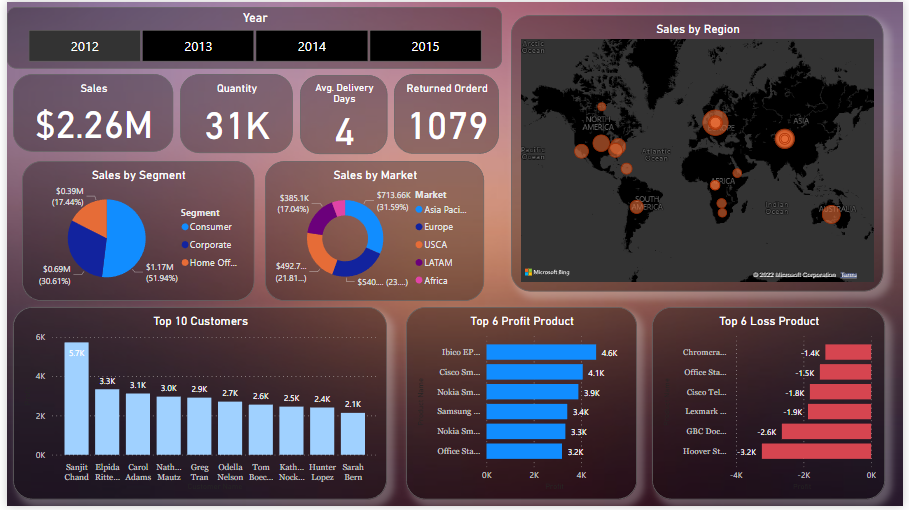 Year
2012
2013
2014
2015
Sales
$2.26M
Quantity
31K
Avg. Delivery
Days
4
Returned Orderd
1079
Sales by Region
Arctic
Ocean
NORTH
AMERICA
ASIA
Pacific
Ocean
Atlantic
Ocean
AFRICA
SOUTH
AMERICA
Indian
Ocean
AUSTRALIA
Microsoft Bing
© 2022 Microsoft Corporation Terms
Sales by Segment
$0.39M
(17.44%)
$0.69M
(30.61%)
$1.17M
(51.94%)
Segment
Consumer
Corporate
Home Off...
Sales by Market
$385.1K
(17.04%)
$713.66K
(31.59%)
$492.7...
(21.81...)
$540.... (23....)
Market
Asia Paci...
Europe
USCA
LATAM
Africa
Top 10 Customers
6K
4K
2K
0K
5.7K
3.3K
3.1K
3.0K
2.9K
2.7K
2.6K
2.5K
2.4K
2.1K
Sanjit
Chand
Elpida
Ritte...
Carol
Adams
Nath...
Mautz
Greg
Tran
Odella
Nelson
Tom
Boec...
Kath...
Nock...
Hunter
Lopez
Sarah
Bern
Top 6 Profit Product
Ibico EP...
4.6K
Cisco Sm...
4.1K
Nokia Sm...
3.9K
Samsung ...
3.4K
Nokia Sm...
3.3K
Office Sta...
3.2K
0K
2K
4K
Top 6 Loss Product
Chromcra...
-1.4K
Office Sta...
-1.5K
Cisco Tel...
-1.8K
Lexmark ...
-1.9K
GBC Doc...
-2.6K
Hoover St...
-3.2K
-4K
-2K
0K